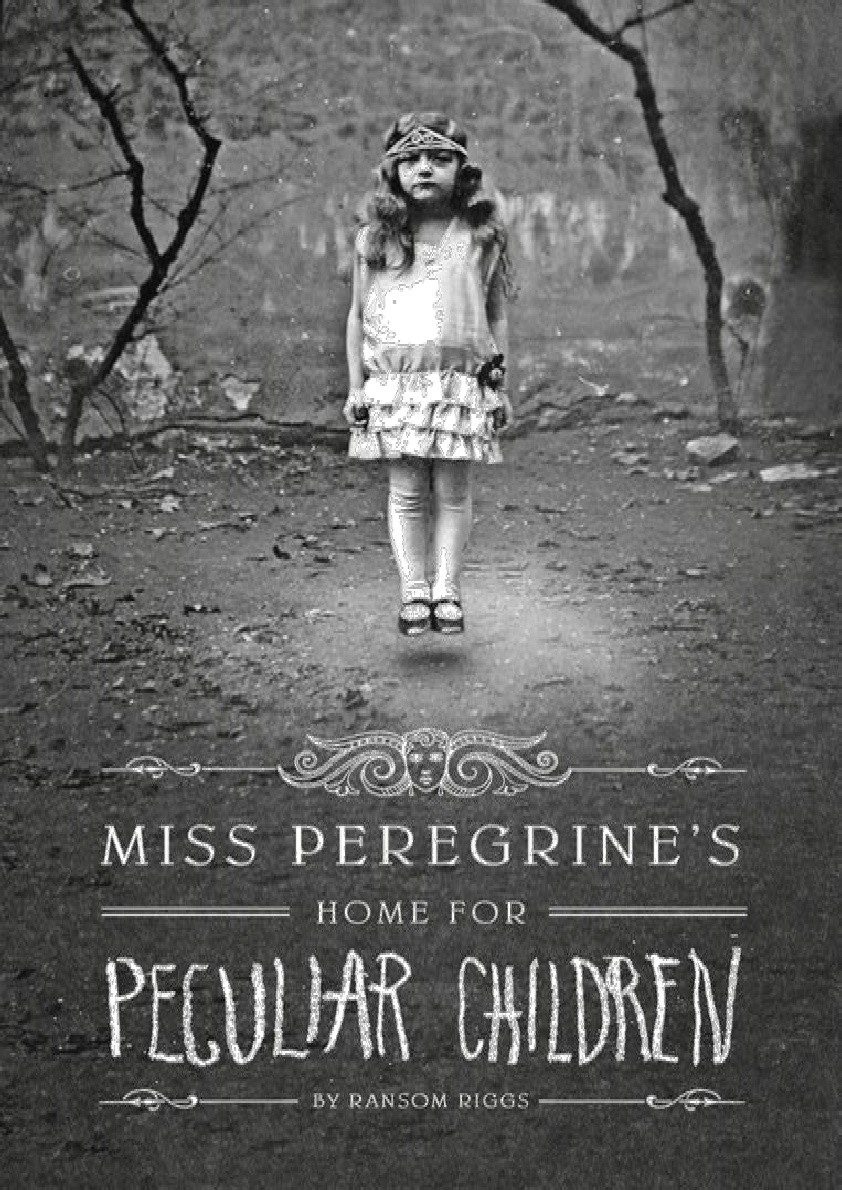 MISS PEREGRINE'S
HOME FOR
PECULIAR CHILDREN
BY RANSOM RIGGS